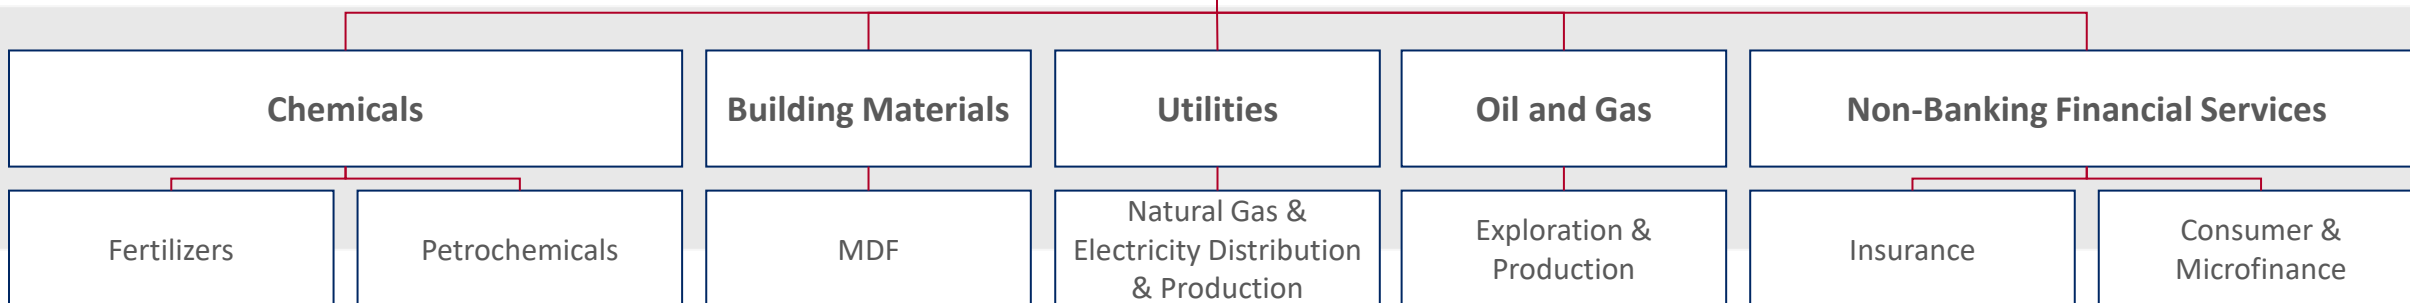 Chemicals
Building Materials
Utilities
Oil and Gas
Non-Banking Financial Services
Fertilizers
Petrochemicals
MDF
Natural Gas &
Electricity Distribution
& Production
Exploration &
Production
Insurance
Consumer &
Microfinance